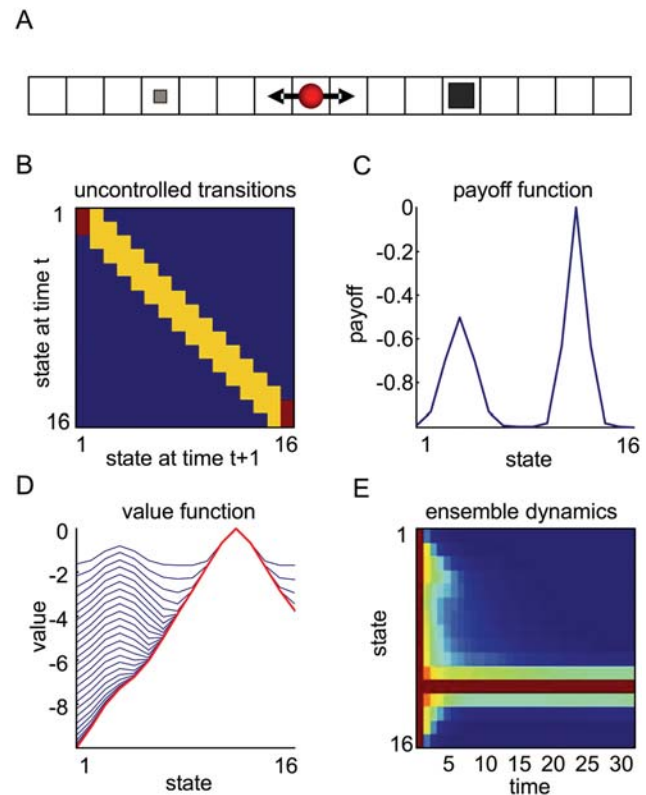 A
B
uncontrolled transitions
1
state at time t
16
1
16
state at time t+1
C
payoff function
0
-0.2
-0.4
payoff
-0.6
-0.8
1
16
state
D
value function
0
-2
-4
value
-6
-8
1
16
state
E
ensemble dynamics
1
state
16
5
10
15
20
25
30
time